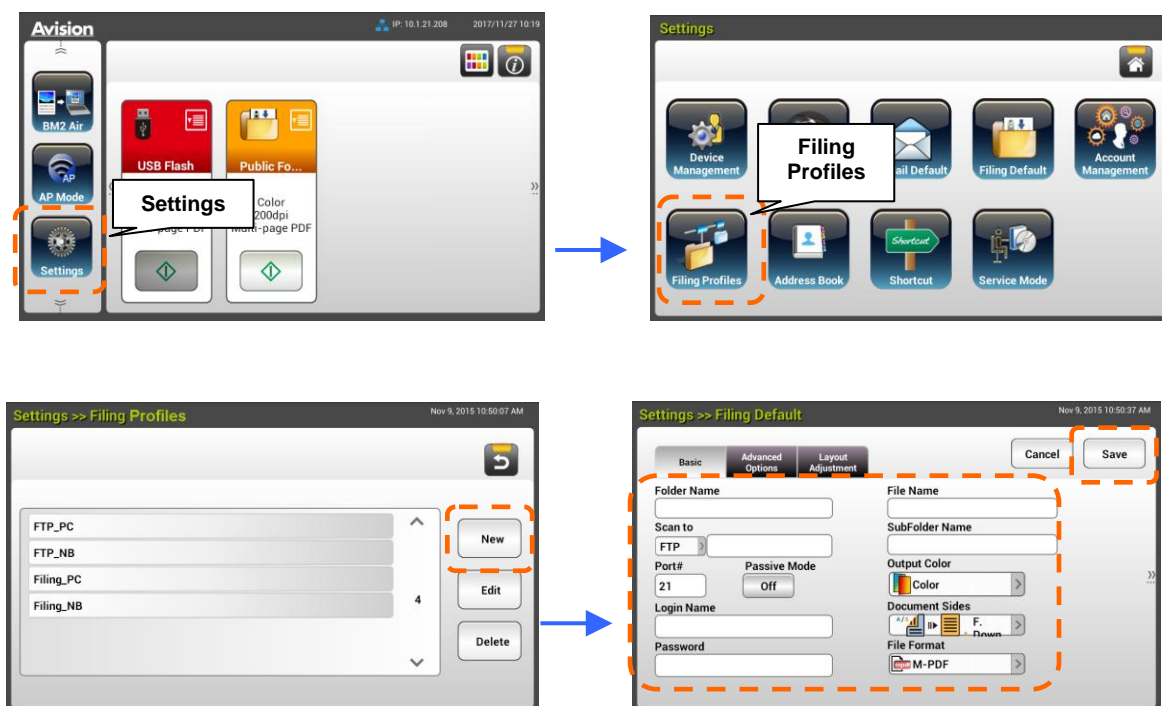 Avision
IP: 10.1.21.208
2017/11/27 10:19
BM2 Air
AP
AP Mode
Settings
USB Flash
Public Fo...
Settings
Color
200dpi
Multi-page PDF
Settings
Device
Management
Filing
Profiles
ail Default
Filing Default
Account
Management
Filing Profiles
Address Book
Shortcut
Shortcut
Service Mode
Settings >> Filing Profiles
Nov 9, 2015 10:50:07 AM
FTP_PC
FTP_NB
Filing_PC
Filing_NB
4
New
Edit
Delete
Settings >> Filing Default
Nov 9, 2015 10:50:37 AM
Basic
Advanced
Options
Layout
Adjustment
Cancel
Save
Folder Name
File Name
Scan to
SubFolder Name
FTP
Port#
Passive Mode
Output Color
21
Off
Color
Login Name
Document Sides
F.
Down
Password
File Format
M-PDF